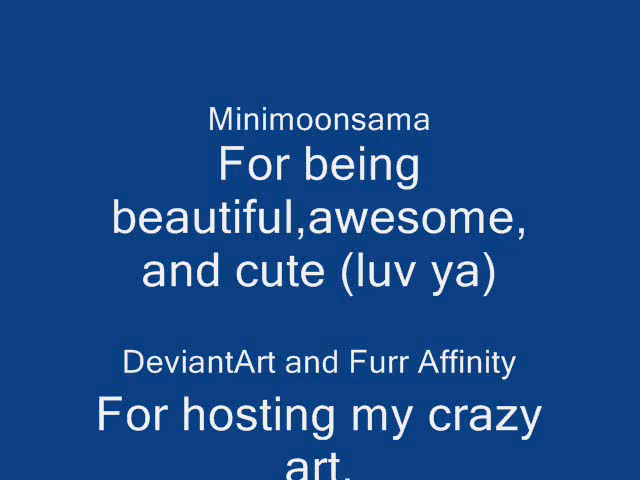 Minimoonsama
For being
beautiful,awesome,
and cute (luv ya)
DeviantArt and Furr Affinity
For hosting my crazy
art.